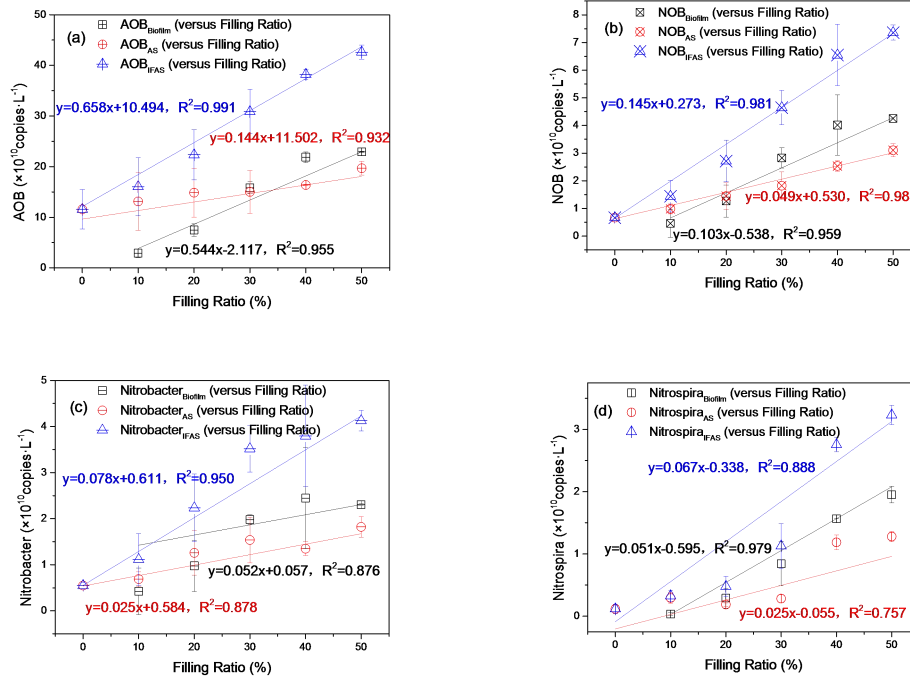 (a)
AOB_Biofilm (versus Filling Ratio)
AOB_AS (versus Filling Ratio)
AOB_IFAS (versus Filling Ratio)
y=0.658x+10.494, R²=0.991
y=0.144x+11.502, R²=0.932
y=0.544x-2.117, R²=0.955
AOB (×10¹⁰copies·L⁻¹)
50
40
30
20
10
0
0 10 20 30 40 50
Filling Ratio (%)
(b)
NOB_Biofilm (versus Filling Ratio)
NOB_AS (versus Filling Ratio)
NOB_IFAS (versus Filling Ratio)
y=0.145x+0.273, R²=0.981
y=0.049x+0.530, R²=0.98
y=0.103x-0.538, R²=0.959
NOB (×10¹⁰copies·L⁻¹)
8
7
6
5
4
3
2
1
0
0 10 20 30 40 50
Filling Ratio (%)
(c)
Nitrobacter_Biofilm (versus Filling Ratio)
Nitrobacter_AS (versus Filling Ratio)
Nitrobacter_IFAS (versus Filling Ratio)
y=0.078x+0.611, R²=0.950
y=0.052x+0.057, R²=0.876
y=0.025x+0.584, R²=0.878
Nitrobacter (×10¹⁰copies·L⁻¹)
5
4
3
2
1
0
0 10 20 30 40 50
Filling Ratio (%)
(d)
Nitrospira_Biofilm (versus Filling Ratio)
Nitrospira_AS (versus Filling Ratio)
Nitrospira_IFAS (versus Filling Ratio)
y=0.067x-0.338, R²=0.888
y=0.051x-0.595, R²=0.979
y=0.025x-0.055, R²=0.757
Nitrospira (×10¹⁰copies·L⁻¹)
4
3
2
1
0
0 10 20 30 40 50
Filling Ratio (%)